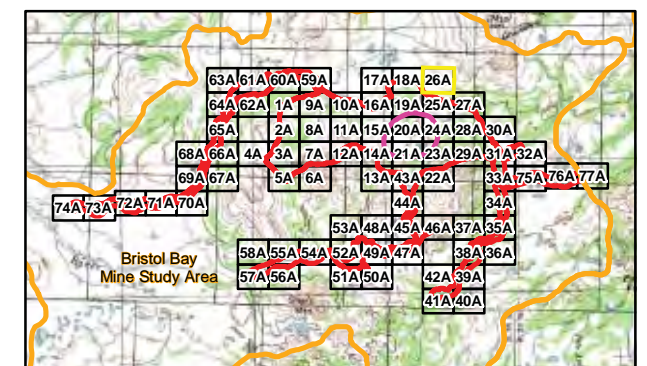 63A 61A 60A 59A 17A 18A 26A
64A 62A 1A 9A 10A 16A 19A 25A 27A
65A 2A 8A 11A 15A 20A 24A 28A 30A
68A 66A 4A 3A 7A 12A 14A 21A 23A 29A 31A 32A
69A 67A 5A 6A 13A 43A 22A 33A 75A 76A 77A
74A 73A 72A 71A 70A 44A 34A
53A 48A 45A 46A 37A 35A
58A 55A 54A 52A 49A 47A 38A 36A
57A 56A 51A 50A 42A 39A
41A 40A
Bristol Bay
Mine Study Area